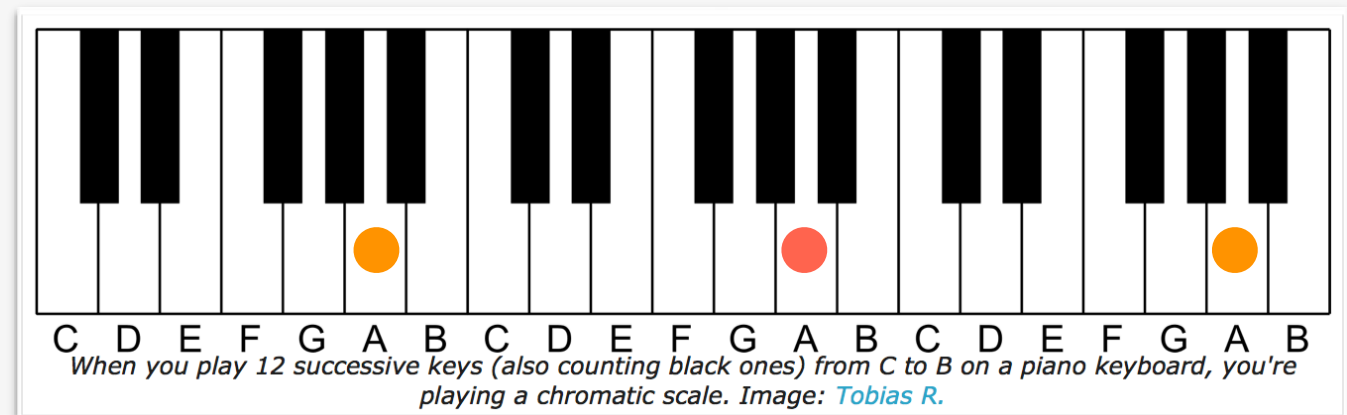 C D E F G A B C D E F G A B C D E F G A B
When you play 12 successive keys (also counting black ones) from C to B on a piano keyboard, you're
playing a chromatic scale. Image: Tobias R.